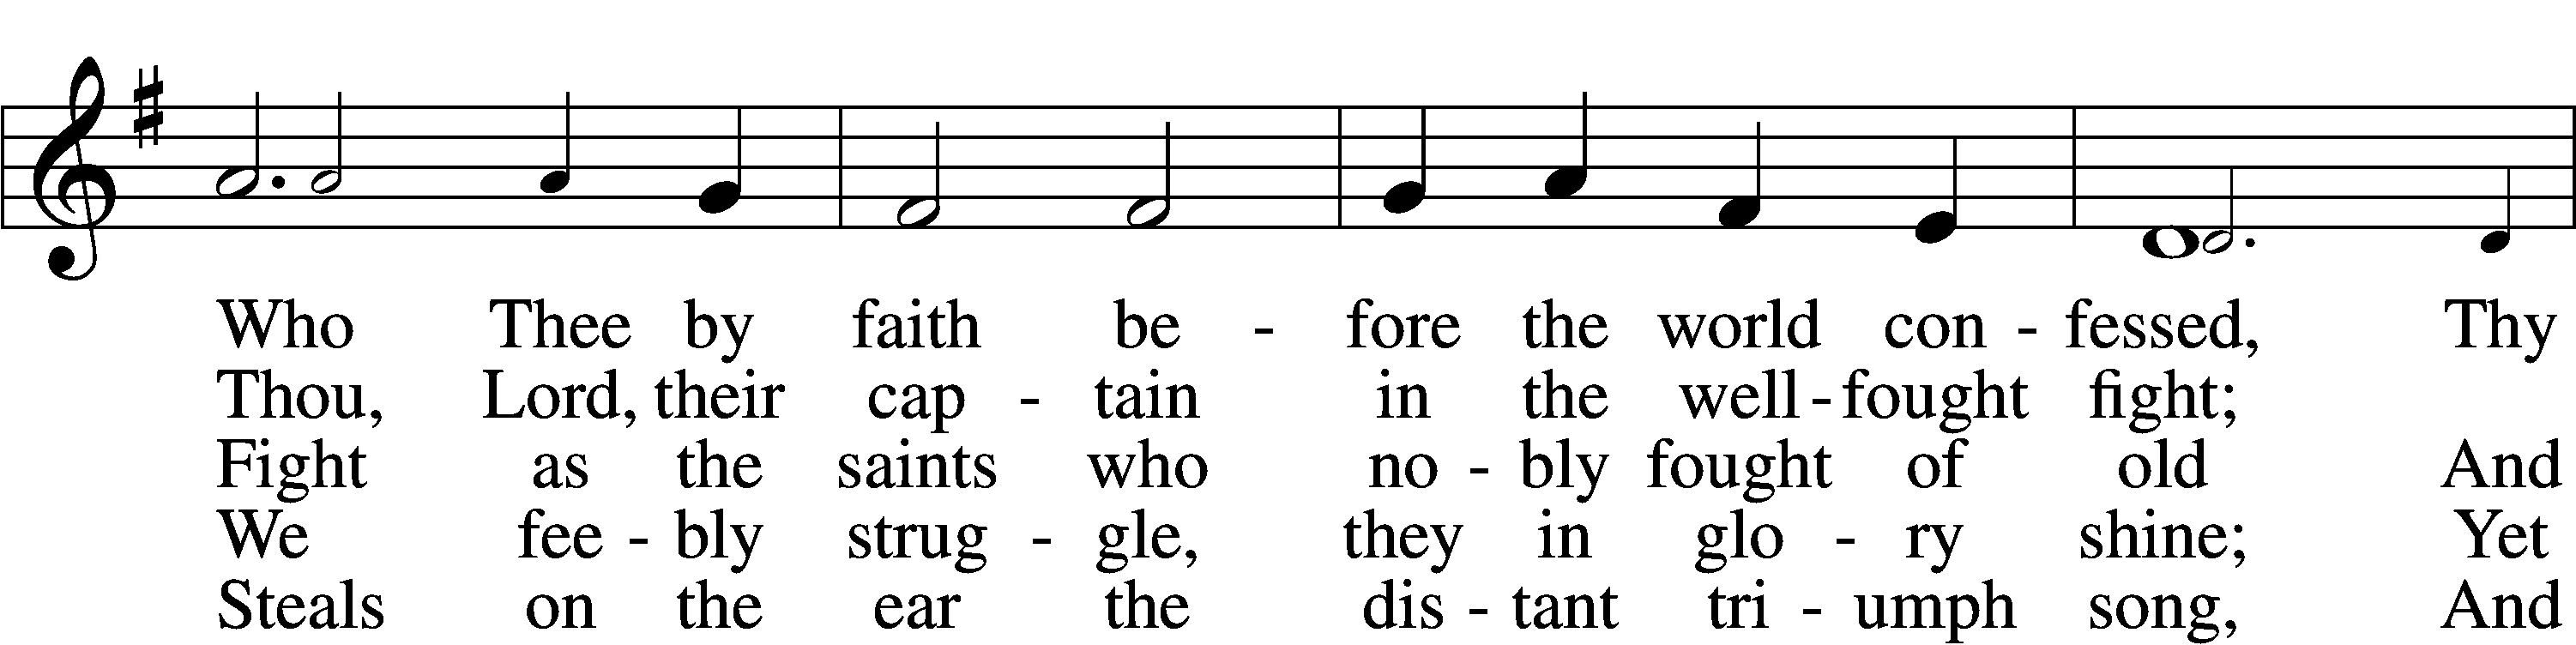 Who Thee by faith be - fore the world con - fessed, Thy
Thou, Lord, their cap - tain in the well - fought fight;
Fight as the saints who no - bly fought of old And
We fee - bly strug - gle, they in glo - ry shine; Yet
Steals on the ear the dis - tant tri - umph song, And